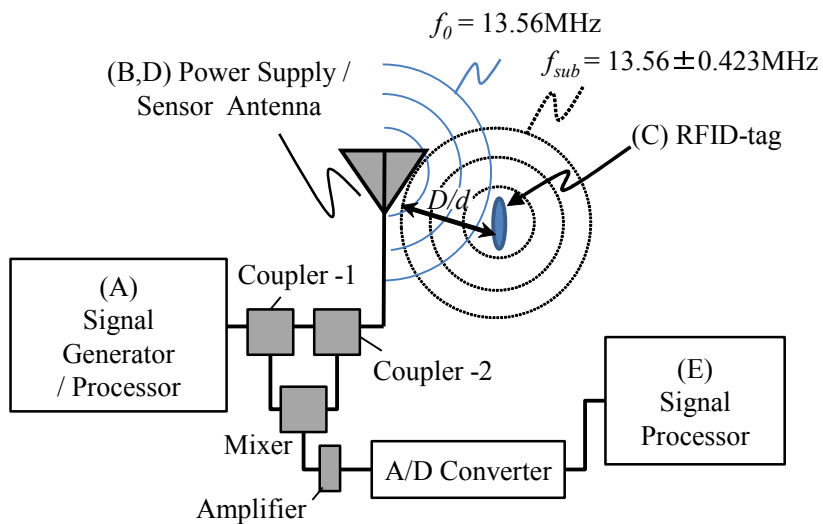 f0 = 13.56MHz
fsub = 13.56±0.423MHz
(B,D) Power Supply /
Sensor Antenna
(C) RFID-tag
D/d
(A)
Signal
Generator
/ Processor
Coupler -1
Coupler -2
Mixer
Amplifier
A/D Converter
(E)
Signal
Processor